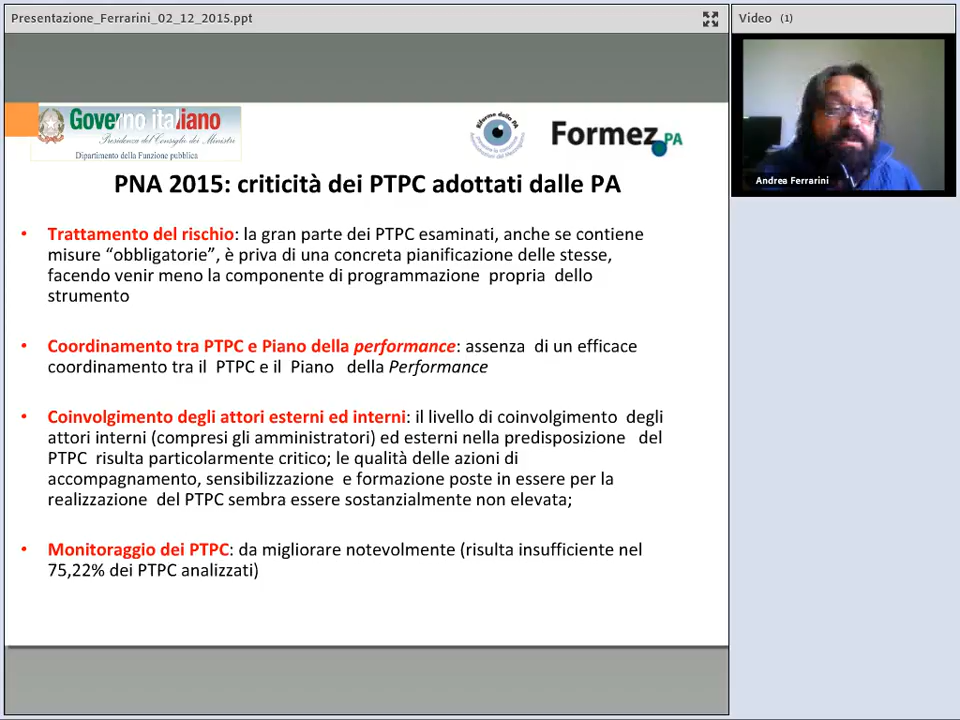 Presentazione_Ferrarini_02_12_2015.ppt
Video (1)
Governo italiano
Presidenza del Consiglio dei Ministri
Dipartimento della Funzione pubblica
Formez PA
Andrea Ferrarini
PNA 2015: criticità dei PTPC adottati dalle PA
• Trattamento del rischio: la gran parte dei PTPC esaminati, anche se contiene
misure “obbligatorie”, è priva di una concreta pianificazione delle stesse,
facendo venir meno la componente di programmazione propria dello
strumento
• Coordinamento tra PTPC e Piano della performance: assenza di un efficace
coordinamento tra il PTPC e il Piano della Performance
• Coinvolgimento degli attori esterni ed interni: il livello di coinvolgimento degli
attori interni (compresi gli amministratori) ed esterni nella predisposizione del
PTPC risulta particolarmente critico; le qualità delle azioni di
accompagnamento, sensibilizzazione e formazione poste in essere per la
realizzazione del PTPC sembra essere sostanzialmente non elevata;
• Monitoraggio dei PTPC: da migliorare notevolmente (risulta insufficiente nel
75,22% dei PTPC analizzati)